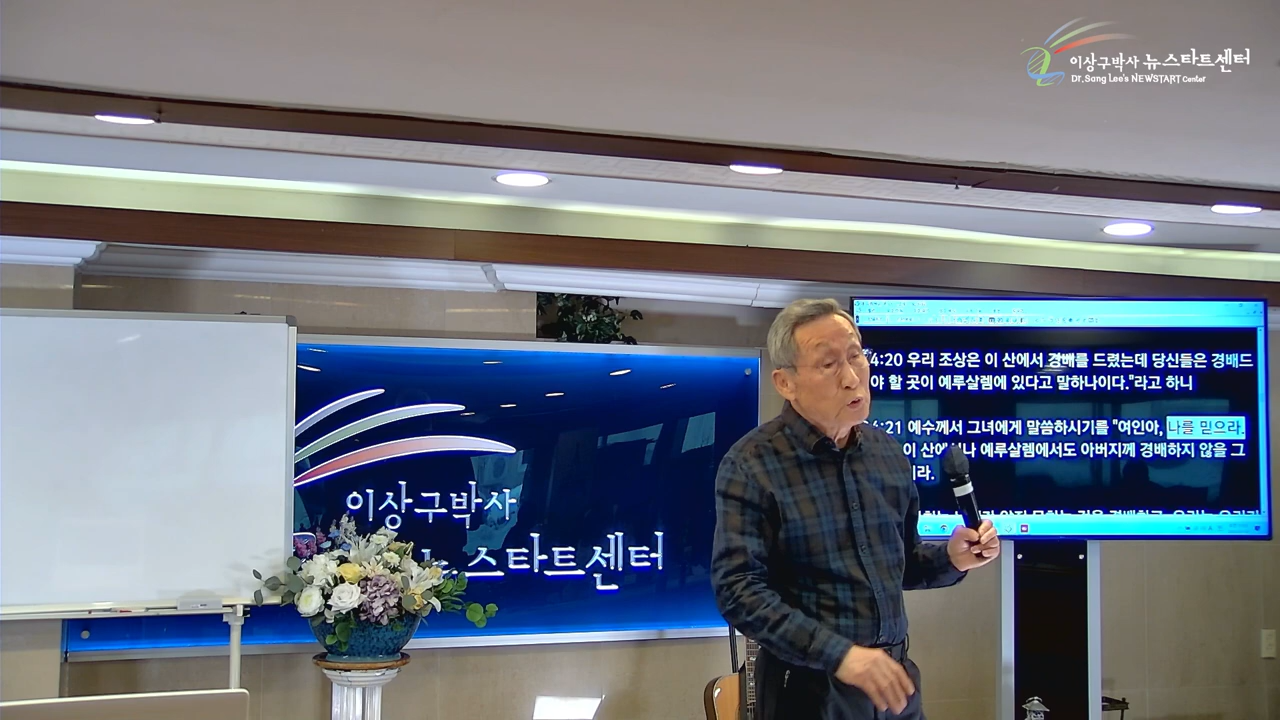 이상구박사 뉴스타트센터
Dr. Sang Lee's NEWSTART Center
4:20 우리 조상은 이 산에서 경배를 드렸는데 당신들은 경배드
야 할 곳이 예루살렘에 있다고 말하나이다."라고 하니
4:21 예수께서 그녀에게 말씀하시기를 "여인아, 나를 믿으라.
이 산에서나 예루살렘에서도 아버지께 경배하지 않을 그
라.
이상구박사
뉴스타트센터